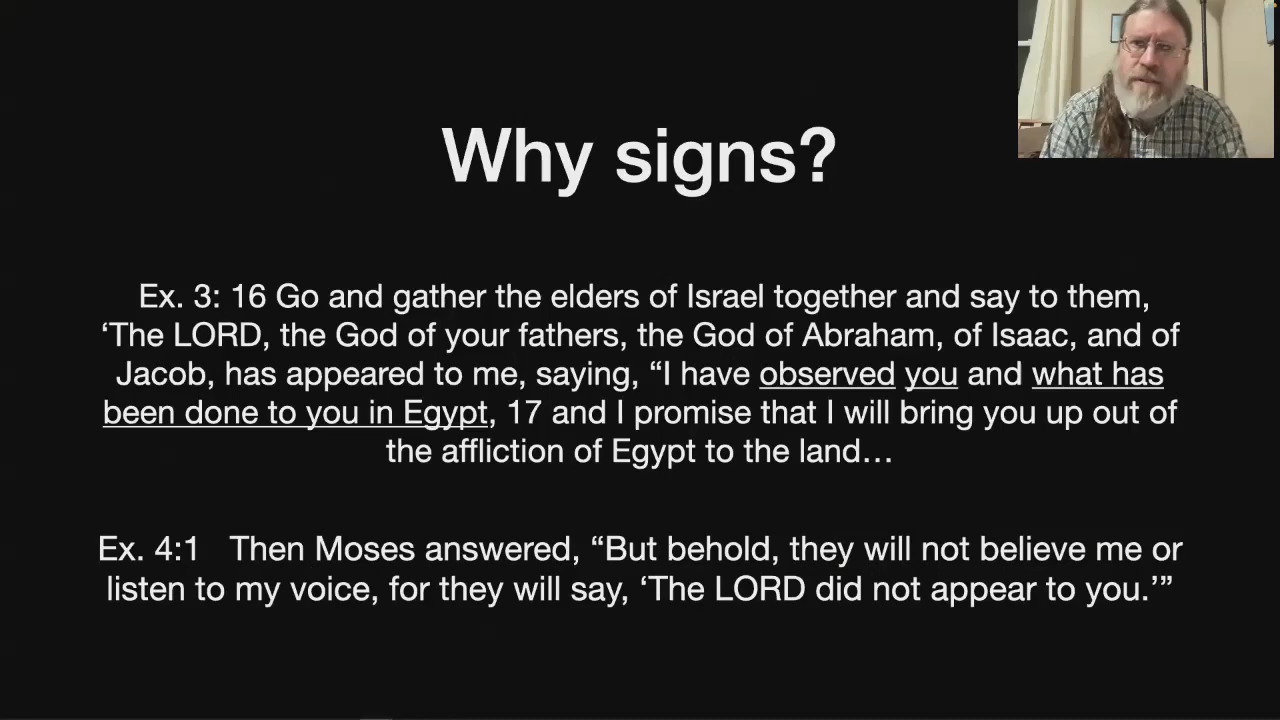 Why signs?
Ex. 3: 16 Go and gather the elders of Israel together and say to them,
‘The LORD, the God of your fathers, the God of Abraham, of Isaac, and of
Jacob, has appeared to me, saying, “I have observed you and what has
been done to you in Egypt, 17 and I promise that I will bring you up out of
the affliction of Egypt to the land…
Ex. 4:1 Then Moses answered, “But behold, they will not believe me or
listen to my voice, for they will say, ‘The LORD did not appear to you.’”